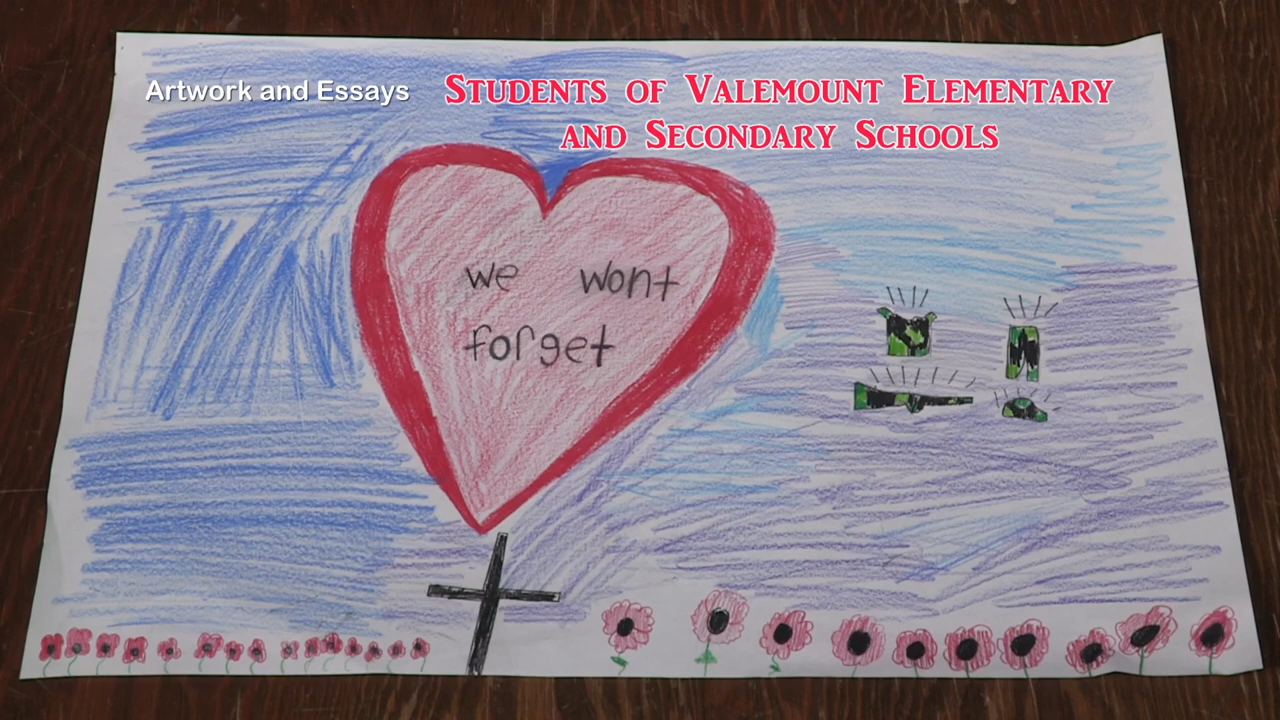 Artwork and Essays
STUDENTS OF VALEMOUNT ELEMENTARY
AND SECONDARY SCHOOLS
we wont
forget